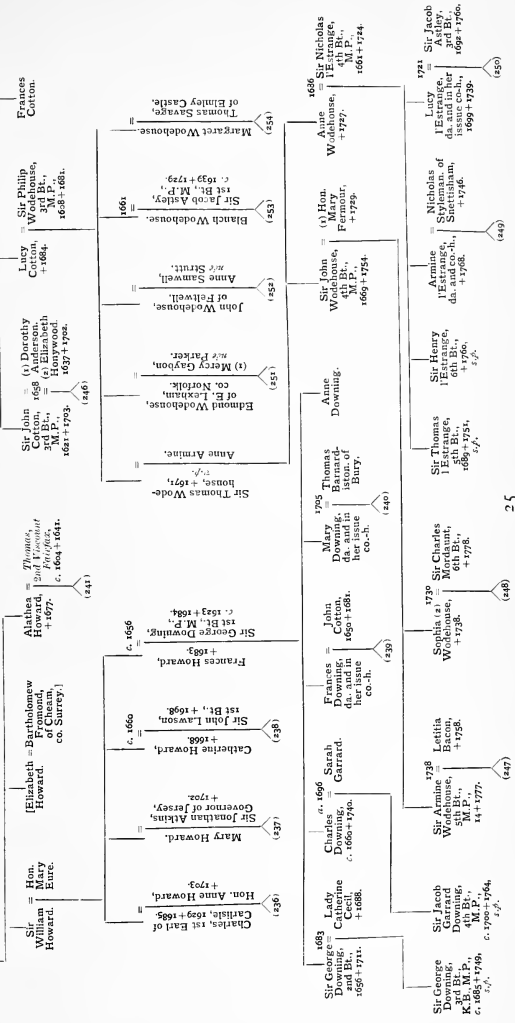 Sir
William
Howard.
=
Hon.
Mary
Eure.
[Elizabeth
Howard.
=
Bartholomew
Fromond,
of Cheam,
co. Surrey.]
Alathea
Howard,
+1677.
=
Thomas,
2nd Viscount
Fairfax,
c. 1604+1641.
(241)
Sir John
Cotton,
3rd Bt.,
M.P.,
1621+1703.
1658
=
=
(1) Dorothy
Anderson.
(2) Elizabeth
Honywood.
1637+1702.
(246)
Lucy
Cotton,
+1684.
=
Sir Philip
Wodehouse,
3rd Bt.,
M.P.,
1608+1681.
Frances
Cotton.
Charles, 1st Earl of
Carlisle, 1629+1685
=
Hon. Anne Howard,
+1703.
(236)
Mary Howard.
=
Sir Jonathan Atkins,
Governor of Jersey,
+1702.
(237)
c. 1660
Catherine Howard,
+1668.
=
Sir John Lawson,
1st Bt., +1698.
(238)
c. 1656
Frances Howard,
+1683.
=
Sir George Downing,
1st Bt., M.P.,
c. 1623+1684.
Sir Thomas Wode-
house, +1671,
v.p.
=
Anne Armine.
Edmund Wodehouse,
of E. Lexham,
co. Norfolk.
=
(1) Mercy Gaybon,
née Parker.
(251)
John Wodehouse,
of Feltwell.
=
Anne Samwell,
née Strutt.
(252)
1661
Blanch Wodehouse.
=
Sir Jacob Astley,
1st Bt., M.P.,
c. 1639+1729.
(253)
Margaret Wodehouse.
=
Thomas Savage,
of Elmley Castle.
(254)
1683
Sir George
Downing,
2nd Bt.,
1656+1711.
=
Lady
Catherine
Cecil,
+1688.
a. 1696
Charles
Downing,
c. 1660+1740.
=
Sarah
Garrard.
Frances
Downing,
da. and in
her issue
co.-h.
=
John
Cotton,
1650+1681.
(239)
1705
Mary
Downing,
da. and in
her issue
co.-h.
=
Thomas
Barnard-
iston. of
Bury.
(240)
Anne
Downing.
Sir John
Wodehouse,
4th Bt.,
M.P.,
1669+1754.
=
(1) Hon.
Mary
Fermour,
+1729.
1686
Anne
Wodehouse,
+1727.
=
Sir Nicholas
l'Estrange,
4th Bt.,
M.P.,
1661+1724.
Sir George
Downing,
3rd Bt.,
K.B., M.P.,
c. 1685+1749,
s.p.
Sir Jacob
Garrard
Downing,
4th Bt.,
M.P.,
c. 1700+1764,
s.p.
1738
Sir Armine
Wodehouse,
5th Bt.,
M.P.,
14+1777.
=
Letitia
Bacon,
+1758.
(247)
1730
Sophia (2)
Wodehouse,
+1738.
=
Sir Charles
Mordaunt,
6th Bt.,
+1778.
(248)
Sir Thomas
l'Estrange,
5th Bt.,
1689+1751,
s.p.
Sir Henry
l'Estrange,
6th Bt.,
+1760,
s.p.
Armine
l'Estrange,
da. and co.-h.,
+1768.
=
Nicholas
Styleman. of
Snettisham,
+1746.
(249)
1721
Lucy
l'Estrange,
da. and in her
isssue co-h.,
1699+1739.
=
Sir Jacob
Astley,
3rd Bt.,
1692+1760.
(250)
25